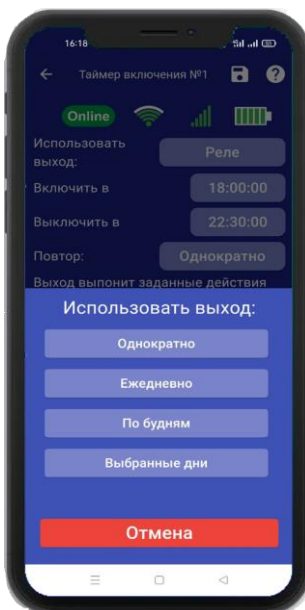 16:18
Таймер включения №1
Online
Использовать выход:
Реле
Включить в
18:00:00
Выключить в
22:30:00
Повтор:
Однократно
Выход выпонит заданные действия
Использовать выход:
Однократно
Ежедневно
По будням
Выбранные дни
Отмена